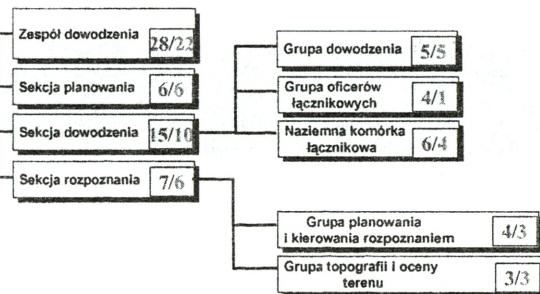 Zespół dowodzenia 28/22
Sekcja planowania 6/6
Sekcja dowodzenia 15/10
Sekcja rozpoznania 7/6
Grupa dowodzenia 5/5
Grupa oficerów
łącznikowych 4/1
Naziemna komórka
łącznikowa 6/4
Grupa planowania
i kierowania rozpoznaniem 4/3
Grupa topografii i oceny
terenu 3/3